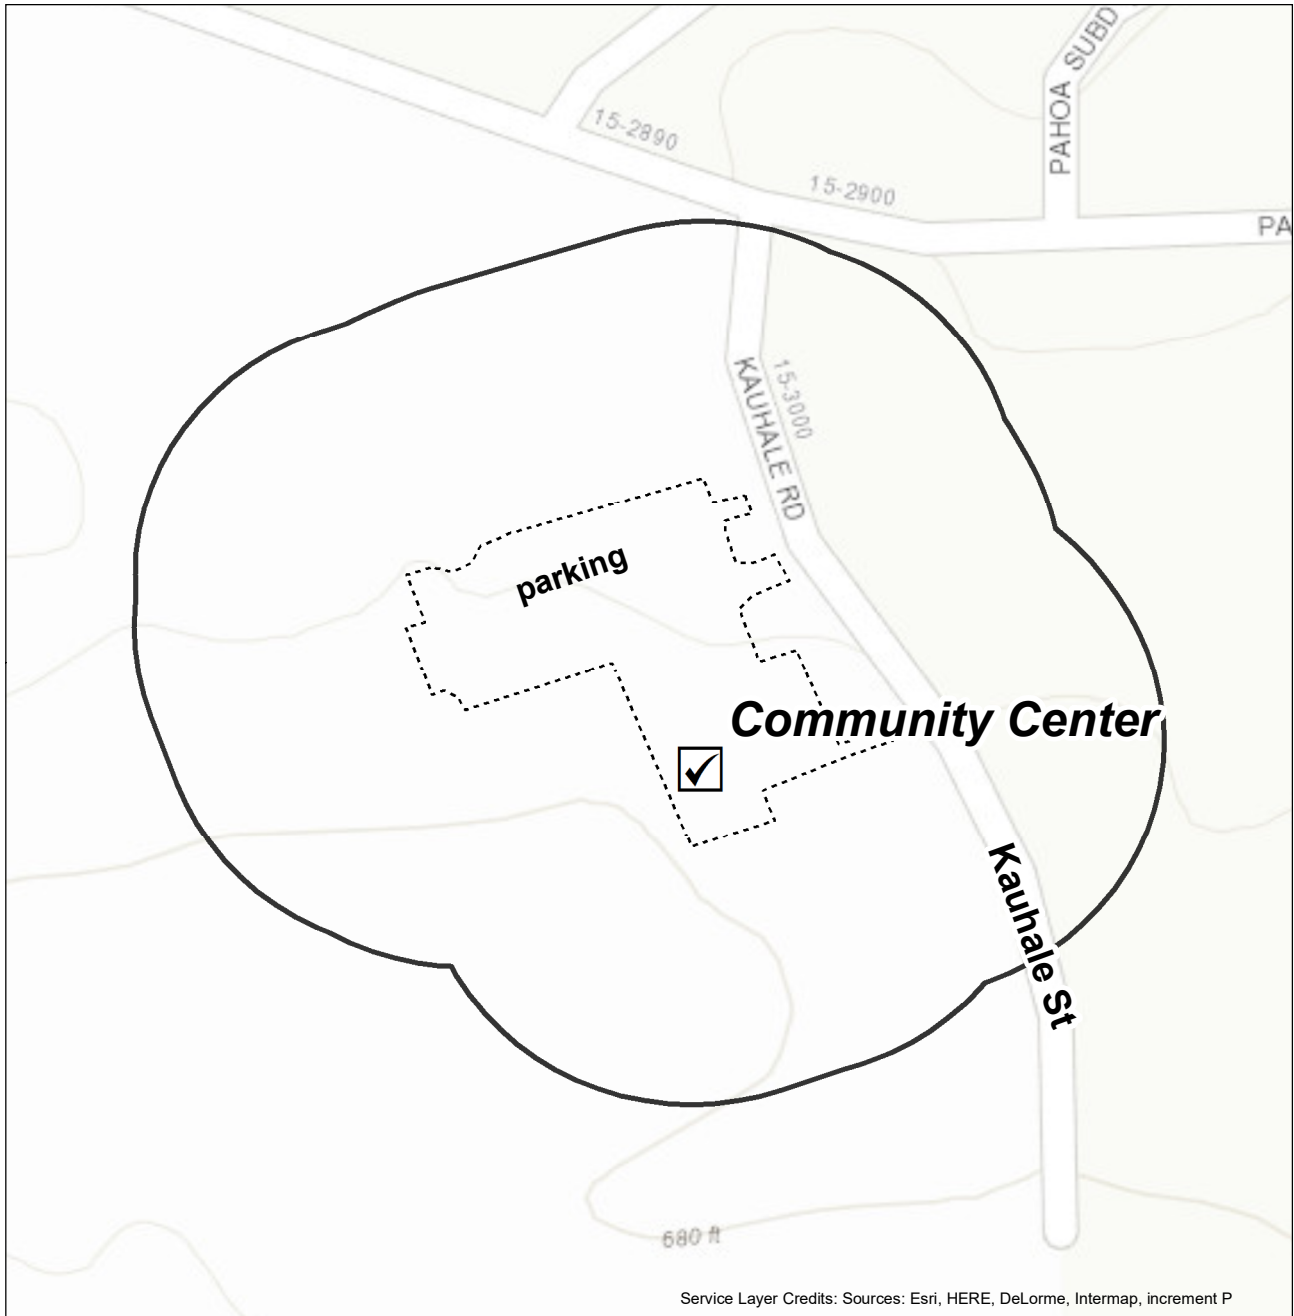 PAHOA SUBD
15-2890
15-2900
PA
KAUHALE RD
15-3000
parking
Community Center
Kauhale St
680 ft
Service Layer Credits: Sources: Esri, HERE, DeLorme, Intermap, increment P